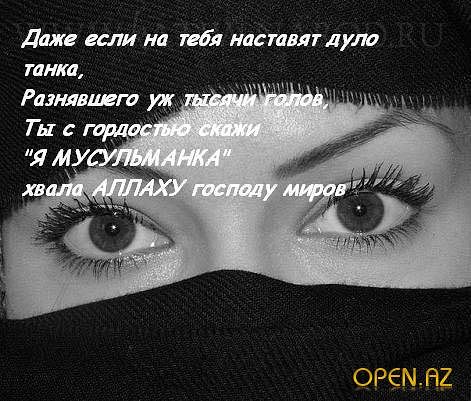 Даже если на тебя наставят дуло
танка,
Разнявшего уж тысячи голов,
Ты с гордостью скажи
"Я МУСУЛЬМАНКА"
хвала АЛЛАХУ господу миров
OPEN.AZ